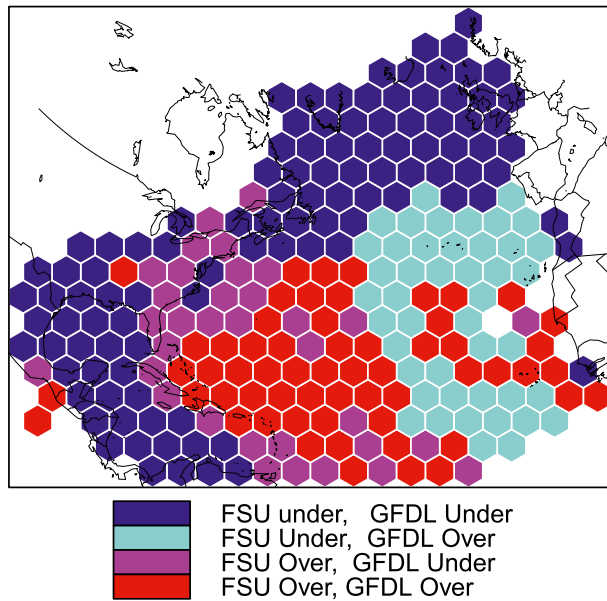 FSU under, GFDL Under
FSU Under, GFDL Over
FSU Over, GFDL Under
FSU Over, GFDL Over